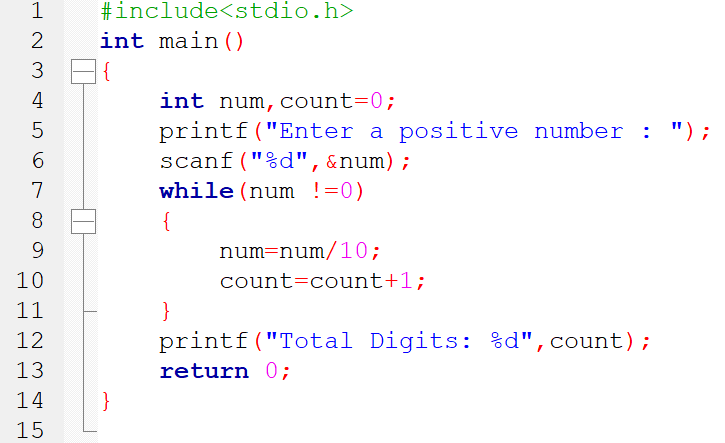 1 #include<stdio.h>
2 int main()
3 {
4 int num,count=0;
5 printf("Enter a positive number : ");
6 scanf("%d",&num);
7 while(num !=0)
8 {
9 num=num/10;
10 count=count+1;
11 }
12 printf("Total Digits: %d",count);
13 return 0;
14 }
15